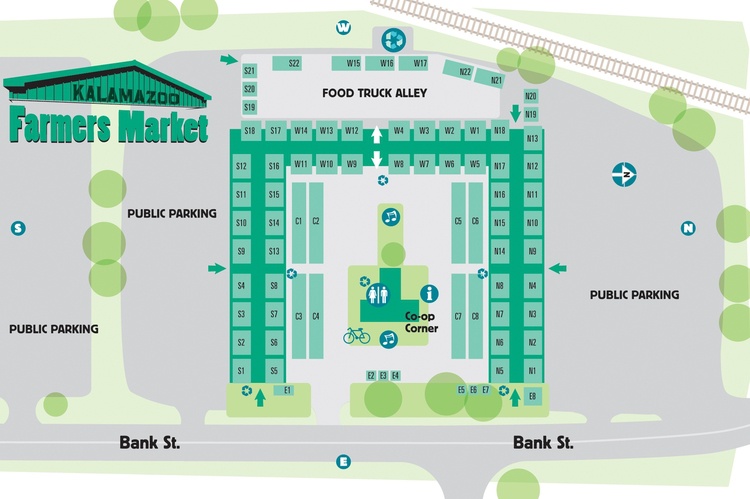 W
S21
S22
W15
W16
W17
N22
N21
S20
S19
FOOD TRUCK ALLEY
N20
N19
KALAMAZOO
Farmers Market
S18
S17
W14
W13
W12
W4
W3
W2
W1
N18
N13
S12
S16
W11
W10
W9
W8
W7
W6
W5
N17
N12
N
S11
S15
C1
C2
C5
C6
N16
N11
PUBLIC PARKING
S
S10
S14
N15
N10
N
S9
S13
N14
N9
S4
S8
N8
N4
i
PUBLIC PARKING
S3
S7
C3
C4
Co-op
Corner
C7
C8
N7
N3
PUBLIC PARKING
S2
S6
N6
N2
S1
S5
E2
E3
E4
N5
N1
E1
E5
E6
E7
E8
Bank St.
Bank St.
E